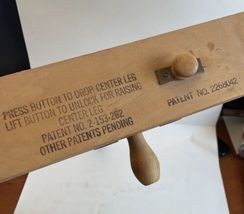 PRESS BUTTON TO DROP CENTER LEG
LIFT BUTTON TO UNLOCK FOR RAISING
CENTER LEG
PATENT NO. 2-153-262
OTHER PATENTS PENDING
PATENT NO. 2268042